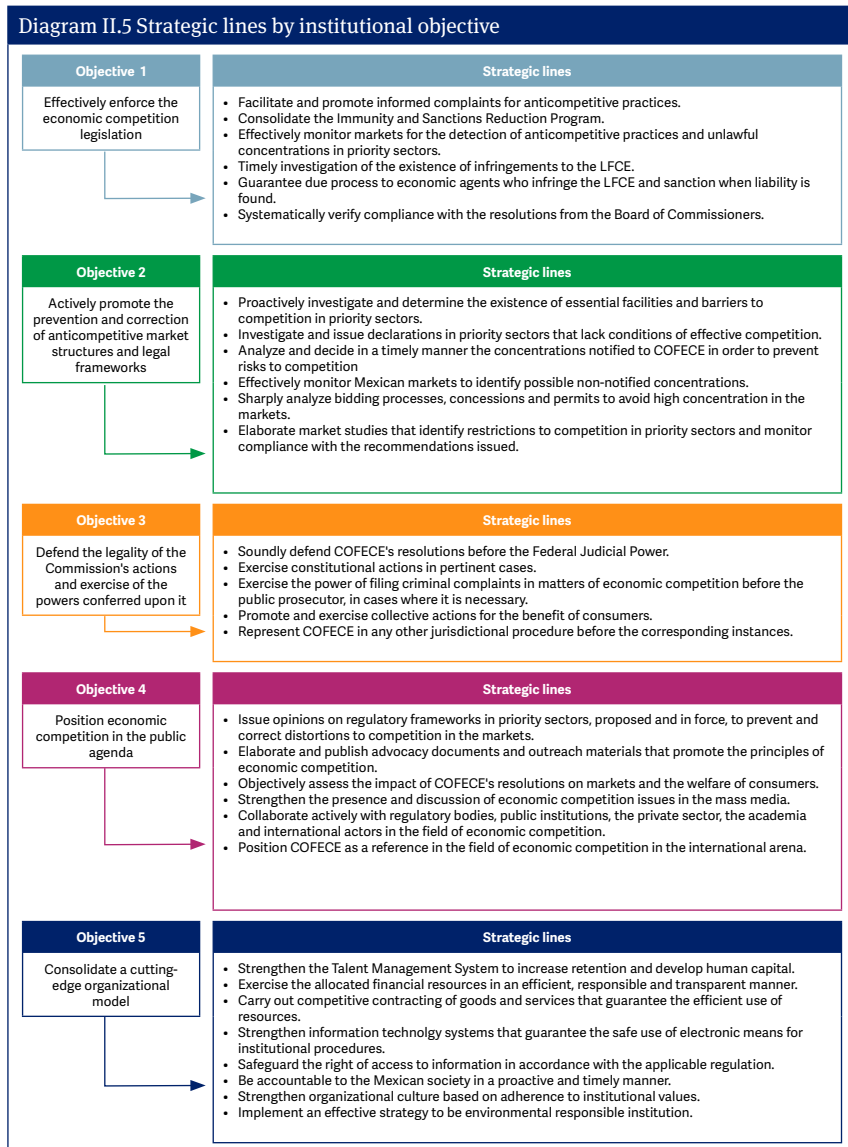 Diagram II.5 Strategic lines by institutional objective
Objective 1
Effectively enforce the
economic competition
legislation
Strategic lines
• Facilitate and promote informed complaints for anticompetitive practices.
• Consolidate the Immunity and Sanctions Reduction Program.
• Effectively monitor markets for the detection of anticompetitive practices and unlawful
concentrations in priority sectors.
• Timely investigation of the existence of infringements to the LFCE.
• Guarantee due process to economic agents who infringe the LFCE and sanction when liability is
found.
• Systematically verify compliance with the resolutions from the Board of Commissioners.
Objective 2
Actively promote the
prevention and correction
of anticompetitive market
structures and legal
frameworks
Strategic lines
• Proactively investigate and determine the existence of essential facilities and barriers to
competition in priority sectors.
• Investigate and issue declarations in priority sectors that lack conditions of effective competition.
• Analyze and decide in a timely manner the concentrations notified to COFECE in order to prevent
risks to competition
• Effectively monitor Mexican markets to identify possible non-notified concentrations.
• Sharply analyze bidding processes, concessions and permits to avoid high concentration in the
markets.
• Elaborate market studies that identify restrictions to competition in priority sectors and monitor
compliance with the recommendations issued.
Objective 3
Defend the legality of the
Commission's actions
and exercise of the
powers conferred upon it
Strategic lines
• Soundly defend COFECE's resolutions before the Federal Judicial Power.
• Exercise constitutional actions in pertinent cases.
• Exercise the power of filing criminal complaints in matters of economic competition before the
public prosecutor, in cases where it is necessary.
• Promote and exercise collective actions for the benefit of consumers.
• Represent COFECE in any other jurisdictional procedure before the corresponding instances.
Objective 4
Position economic
competition in the public
agenda
Strategic lines
• Issue opinions on regulatory frameworks in priority sectors, proposed and in force, to prevent and
correct distortions to competition in the markets.
• Elaborate and publish advocacy documents and outreach materials that promote the principles of
economic competition.
• Objectively assess the impact of COFECE's resolutions on markets and the welfare of consumers.
• Strengthen the presence and discussion of economic competition issues in the mass media.
• Collaborate actively with regulatory bodies, public institutions, the private sector, the academia
and international actors in the field of economic competition.
• Position COFECE as a reference in the field of economic competition in the international arena.
Objective 5
Consolidate a cutting-
edge organizational
model
Strategic lines
• Strengthen the Talent Management System to increase retention and develop human capital.
• Exercise the allocated financial resources in an efficient, responsible and transparent manner.
• Carry out competitive contracting of goods and services that guarantee the efficient use of
resources.
• Strengthen information technolgy systems that guarantee the safe use of electronic means for
institutional procedures.
• Safeguard the right of access to information in accordance with the applicable regulation.
• Be accountable to the Mexican society in a proactive and timely manner.
• Strengthen organizational culture based on adherence to institutional values.
• Implement an effective strategy to be environmental responsible institution.